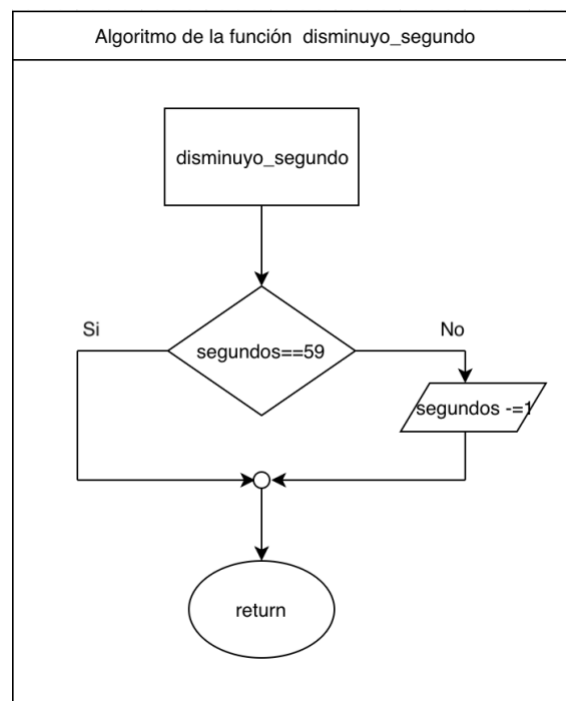 Algoritmo de la función disminuyo_segundo
disminuyo_segundo
Si
No
segundos==59
segundos -=1
return